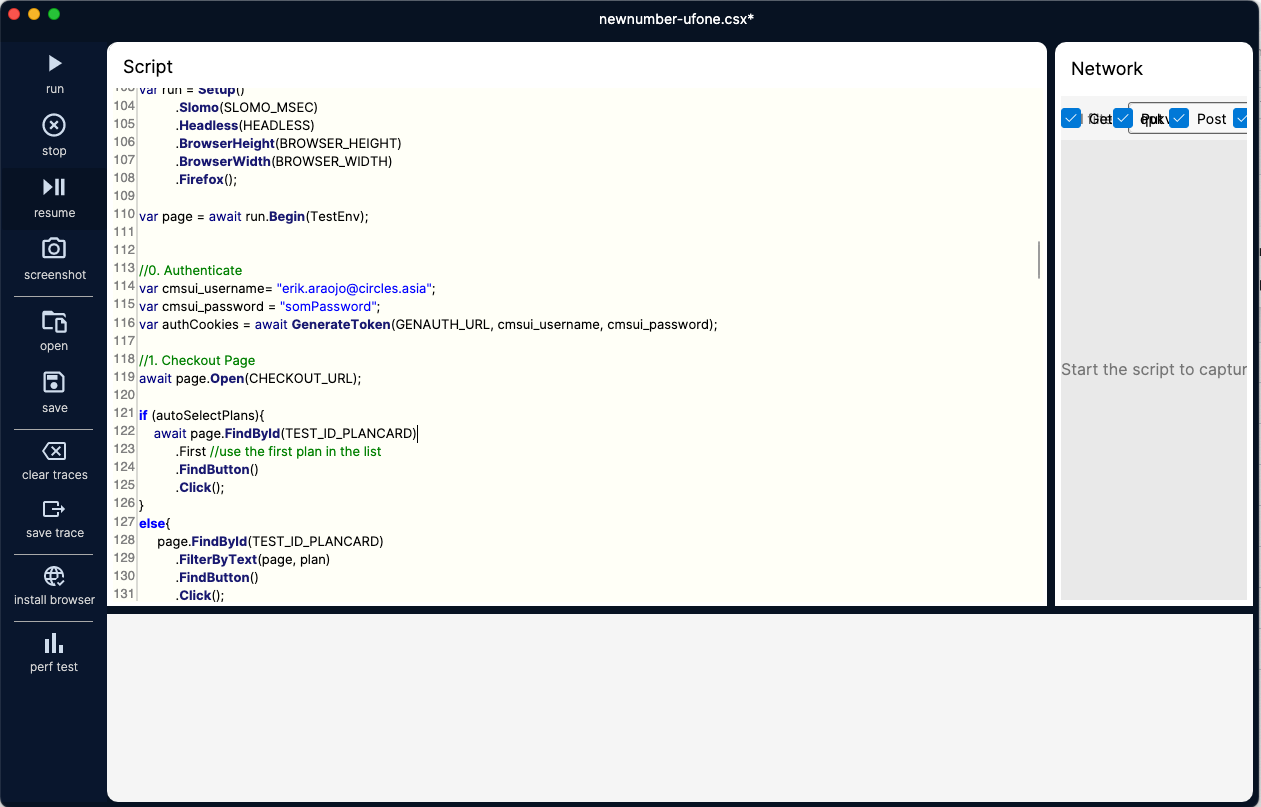 newnumber-ufone.csx*
run
stop
resume
screenshot
open
save
clear traces
save trace
install browser
perf test
Script
103 var run = Setup()
104 .Slomo(SLOMO_MSEC)
105 .Headless(HEADLESS)
106 .BrowserHeight(BROWSER_HEIGHT)
107 .BrowserWidth(BROWSER_WIDTH)
108 .Firefox();
109
110 var page = await run.Begin(TestEnv);
111
112
113 //0. Authenticate
114 var cmsui_username= "erik.araojo@circles.asia";
115 var cmsui_password = "somPassword";
116 var authCookies = await GenerateToken(GENAUTH_URL, cmsui_username, cmsui_password);
117
118 //1. Checkout Page
119 await page.Open(CHECKOUT_URL);
120
121 if (autoSelectPlans){
122 await page.FindById(TEST_ID_PLANCARD)
123 .First //use the first plan in the list
124 .FindButton()
125 .Click();
126 }
127 else{
128 page.FindById(TEST_ID_PLANCARD)
129 .FilterByText(page, plan)
130 .FindButton()
131 .Click();
Network
Get Put Post
Start the script to captur